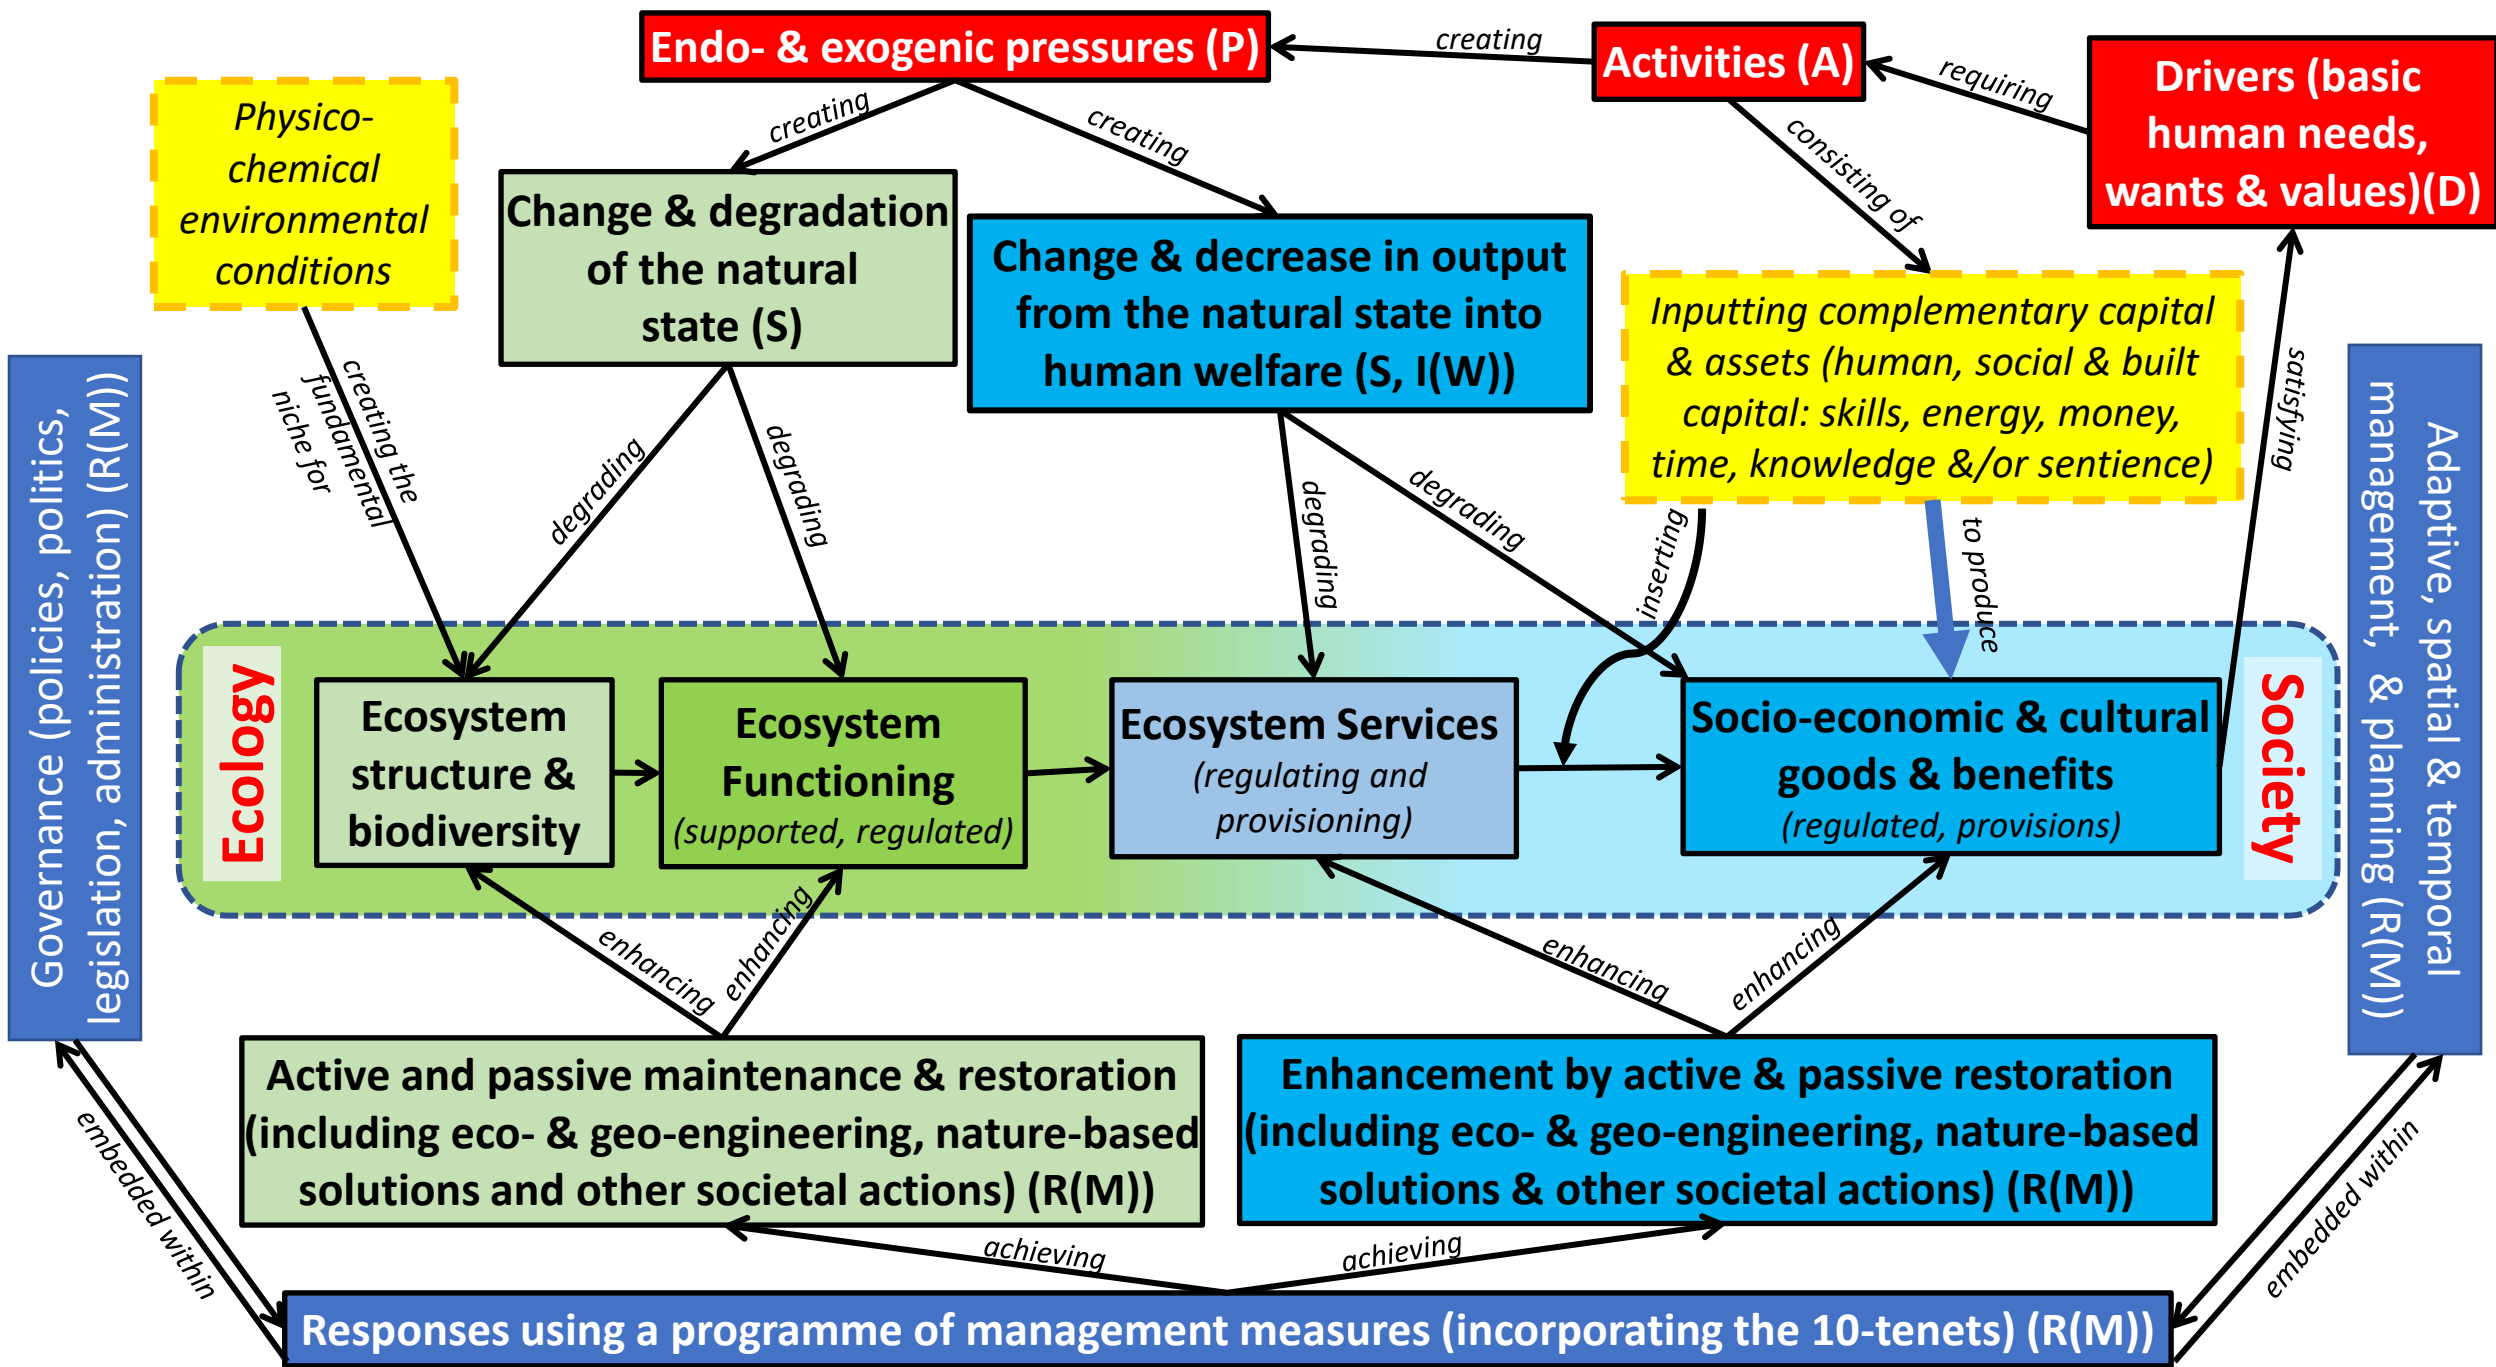 Endo- & exogenic pressures (P)
creating
Activities (A)
requiring
Drivers (basic
human needs,
wants & values)(D)
Physico-
chemical
environmental
conditions
creating
creating
consisting of
Change & degradation
of the natural
state (S)
Change & decrease in output
from the natural state into
human welfare (S, I(W))
Inputting complementary capital
& assets (human, social & built
capital: skills, energy, money,
time, knowledge &/or sentience)
satisfying
Governance (policies, politics,
legislation, administration) (R(M))
creating the
fundamental
niche for
degrading
degrading
degrading
degrading
inserting
to produce
Adaptive, spatial & temporal
management, & planning (R(M))
Ecology
Ecosystem
structure &
biodiversity
Ecosystem
Functioning
(supported, regulated)
Ecosystem Services
(regulating and
provisioning)
Socio-economic & cultural
goods & benefits
(regulated, provisions)
Society
enhancing
enhancing
enhancing
enhancing
Active and passive maintenance & restoration
(including eco- & geo-engineering, nature-based
solutions and other societal actions) (R(M))
Enhancement by active & passive restoration
(including eco- & geo-engineering, nature-based
solutions & other societal actions) (R(M))
embedded within
achieving
achieving
embedded within
Responses using a programme of management measures (incorporating the 10-tenets) (R(M))